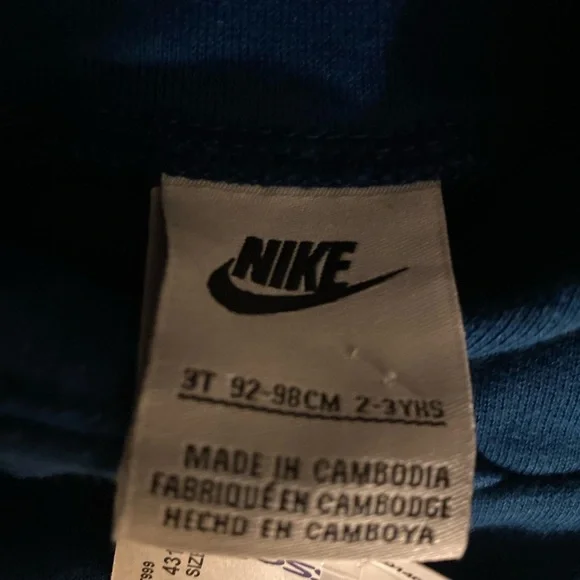 NIKE
3T 92-98CM 2-3YRS
MADE IN CAMBODIA
FABRIQUÉ EN CAMBODGE
HECHO EN CAMBOYA